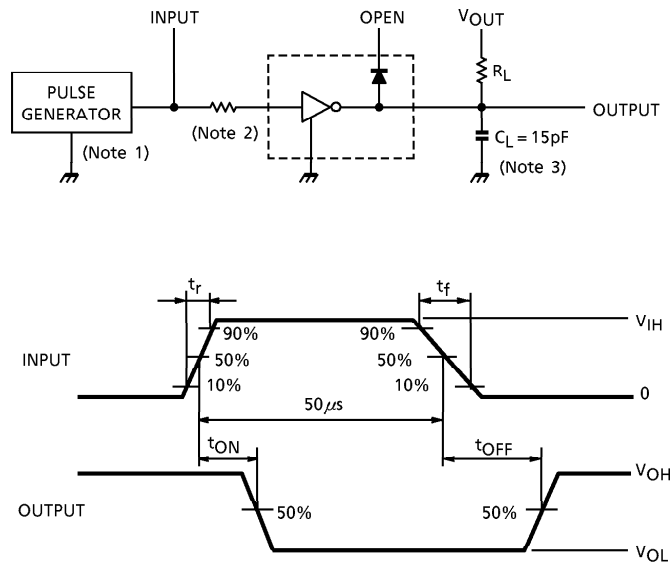 INPUT
OPEN
VOUT
PULSE
GENERATOR
(Note 1)
(Note 2)
RL
OUTPUT
CL = 15pF
(Note 3)
tr
tf
VIH
90%
90%
INPUT
50%
50%
10%
10%
0
50μs
tON
tOFF
VOH
OUTPUT
50%
50%
VOL